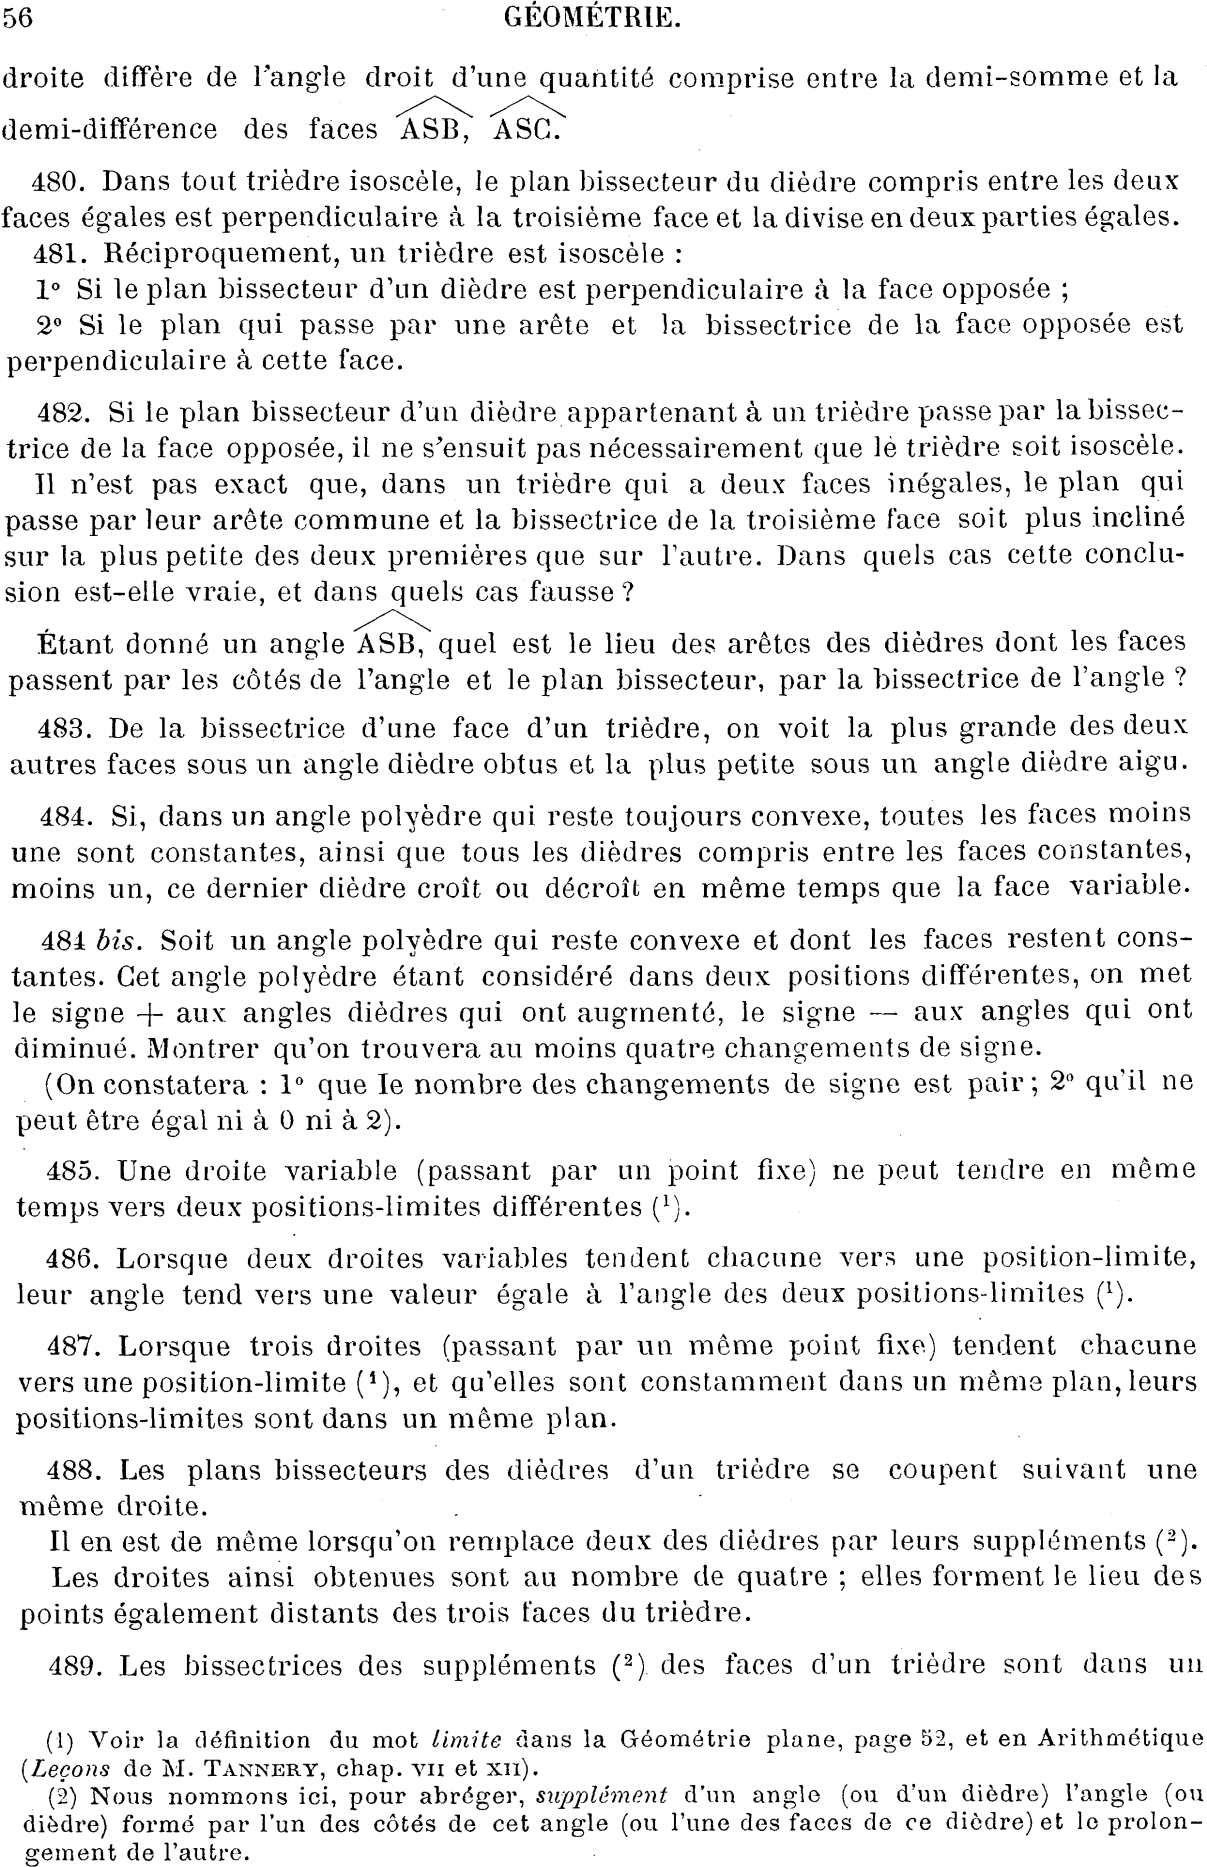 56 GÉOMÉTRIE.
droite diffère de l'angle droit d'une quantité comprise entre la demi-somme et la
demi-différence des faces ASB, ASC.
480. Dans tout trièdre isoscèle, le plan bissecteur du dièdre compris entre les deux
faces égales est perpendiculaire à la troisième face et la divise en deux parties égales.
481. Réciproquement, un trièdre est isoscèle :
1° Si le plan bissecteur d'un dièdre est perpendiculaire à la face opposée ;
2° Si le plan qui passe par une arête et la bissectrice de la face opposée est
perpendiculaire à cette face.
482. Si le plan bissecteur d'un dièdre appartenant à un trièdre passe par la bissec-
trice de la face opposée, il ne s'ensuit pas nécessairement que le trièdre soit isoscèle.
Il n'est pas exact que, dans un trièdre qui a deux faces inégales, le plan qui
passe par leur arête commune et la bissectrice de la troisième face soit plus incliné
sur la plus petite des deux premières que sur l'autre. Dans quels cas cette conclu-
sion est-elle vraie, et dans quels cas fausse ?
Étant donné un angle ASB, quel est le lieu des arêtes des dièdres dont les faces
passent par les côtés de l'angle et le plan bissecteur, par la bissectrice de l'angle ?
483. De la bissectrice d'une face d'un trièdre, on voit la plus grande des deux
autres faces sous un angle dièdre obtus et la plus petite sous un angle dièdre aigu.
484. Si, dans un angle polyèdre qui reste toujours convexe, toutes les faces moins
une sont constantes, ainsi que tous les dièdres compris entre les faces constantes,
moins un, ce dernier dièdre croît ou décroît en même temps que la face variable.
484 bis. Soit un angle polyèdre qui reste convexe et dont les faces restent cons-
tantes. Cet angle polyèdre étant considéré dans deux positions différentes, on met
le signe + aux angles dièdres qui ont augmenté, le signe — aux angles qui ont
diminué. Montrer qu'on trouvera au moins quatre changements de signe.
(On constatera : 1° que le nombre des changements de signe est pair ; 2° qu'il ne
peut être égal ni à 0 ni à 2).
485. Une droite variable (passant par un point fixe) ne peut tendre en même
temps vers deux positions-limites différentes (¹).
486. Lorsque deux droites variables tendent chacune vers une position-limite,
leur angle tend vers une valeur égale à l'angle des deux positions-limites (¹).
487. Lorsque trois droites (passant par un même point fixe) tendent chacune
vers une position-limite (¹), et qu'elles sont constamment dans un même plan, leurs
positions-limites sont dans un même plan.
488. Les plans bissecteurs des dièdres d'un trièdre se coupent suivant une
même droite.
Il en est de même lorsqu'on remplace deux des dièdres par leurs suppléments (²).
Les droites ainsi obtenues sont au nombre de quatre ; elles forment le lieu des
points également distants des trois faces du trièdre.
489. Les bissectrices des suppléments (²) des faces d'un trièdre sont dans un
(1) Voir la définition du mot limite dans la Géométrie plane, page 52, et en Arithmétique
(Leçons de M. TANNERY, chap. VII et XII).
(2) Nous nommons ici, pour abréger, supplément d'un angle (ou d'un dièdre) l'angle (ou
dièdre) formé par l'un des côtés de cet angle (ou l'une des faces de ce dièdre) et le prolon-
gement de l'autre.